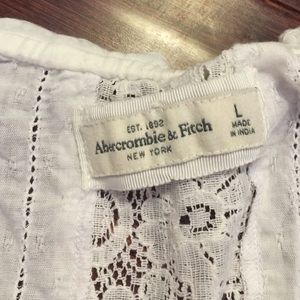 EST. 1892
Abercrombie & Fitch
NEW YORK
L
MADE
IN INDIA